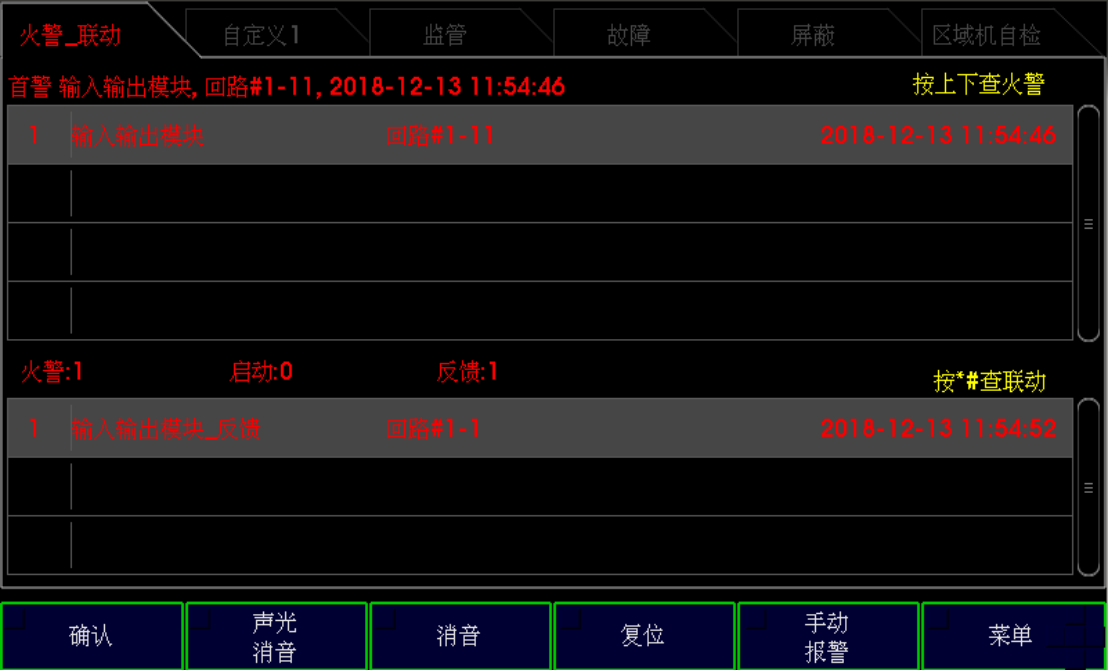 火警_联动 自定义1 监管 故障 屏蔽 区域机自检
首警 输入输出模块, 回路#1-11, 2018-12-13 11:54:46 按上下查火警
1 输入输出模块 回路#1-11 2018-12-13 11:54:46
火警:1 启动:0 反馈:1 按*#查联动
1 输入输出模块_反馈 回路#1-1 2018-12-13 11:54:52
确认 声光 消音 复位 手动 菜单
消音 报警